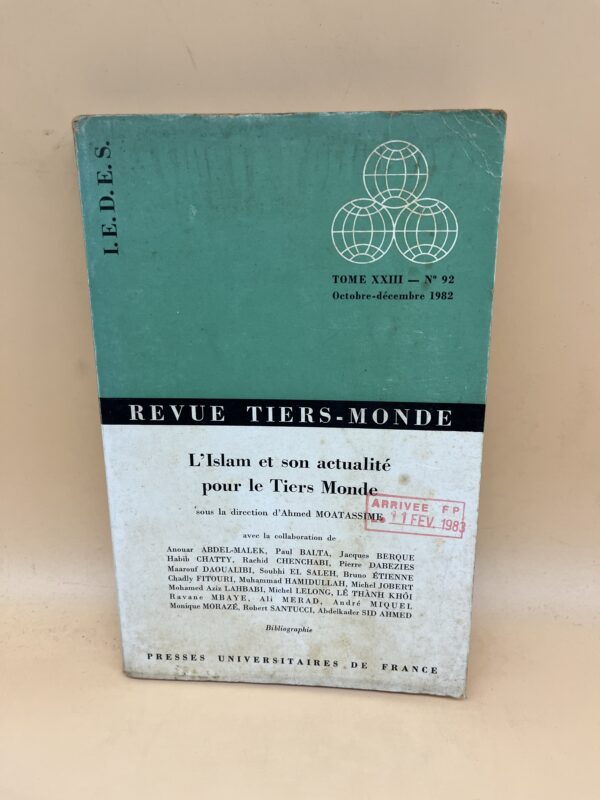 I.E.D.E.S.
TOME XXIII — Nº 92
Octobre-décembre 1982
REVUE TIERS-MONDE
L'Islam et son actualité
pour le Tiers Monde
sous la direction d'Ahmed MOATASSIME
ARRIVEE FP
11 FEV. 1983
avec la collaboration de
Anouar ABDEL-MALEK, Paul BALTA, Jacques BERQUE
Habib CHATTY, Rachid CHENCHABI, Pierre DABEZIES
Maarouf DAOUALIBI, Soubhi EL SALEH, Bruno ÉTIENNE
Chadly FITOURI, Muhammad HAMIDULLAH, Michel JOBERT
Mohamed Aziz LAHBABI, Michel LELONG, LÊ THÀNH KHÔI
Ravane MBAYE, Ali MERAD, André MIQUEL
Monique MORAZÉ, Robert SANTUCCI, Abdelkader SID AHMED
Bibliographie
PRESSES UNIVERSITAIRES DE FRANCE